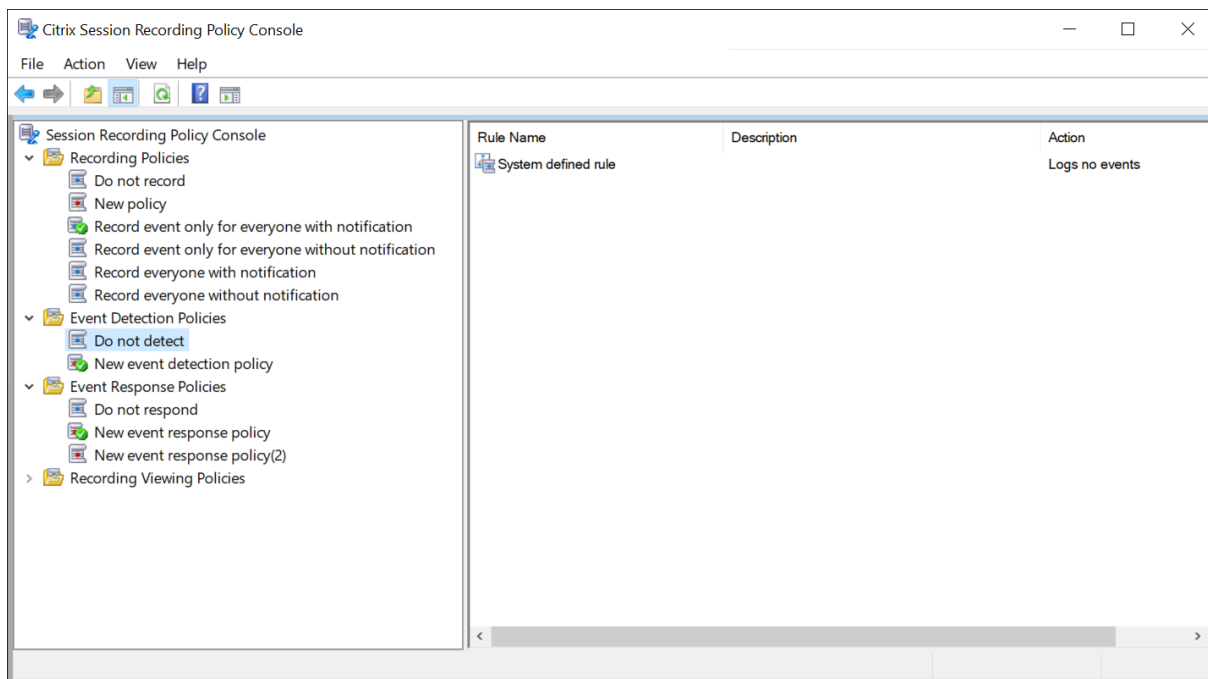 Citrix Session Recording Policy Console
File Action View Help
Session Recording Policy Console
Recording Policies
Do not record
New policy
Record event only for everyone with notification
Record event only for everyone without notification
Record everyone with notification
Record everyone without notification
Event Detection Policies
Do not detect
New event detection policy
Event Response Policies
Do not respond
New event response policy
New event response policy(2)
Recording Viewing Policies
Rule Name Description Action
System defined rule Logs no events